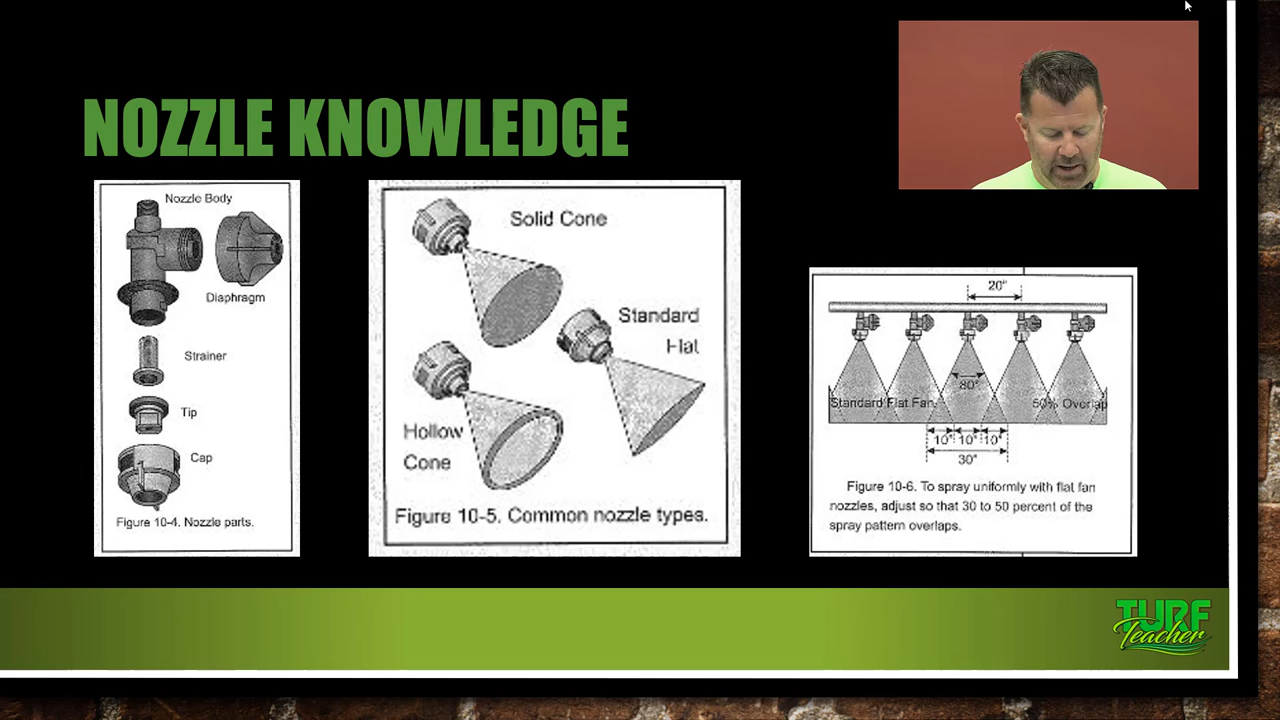 NOZZLE KNOWLEDGE
Nozzle Body
Diaphragm
Strainer
Tip
Cap
Figure 10-4. Nozzle parts.
Solid Cone
Standard
Flat
Hollow
Cone
Figure 10-5. Common nozzle types.
20"
80°
Standard Flat Fan
50% Overlap
10" 10" 10"
30"
Figure 10-6. To spray uniformly with flat fan
nozzles, adjust so that 30 to 50 percent of the
spray pattern overlaps.
TURF
Teacher